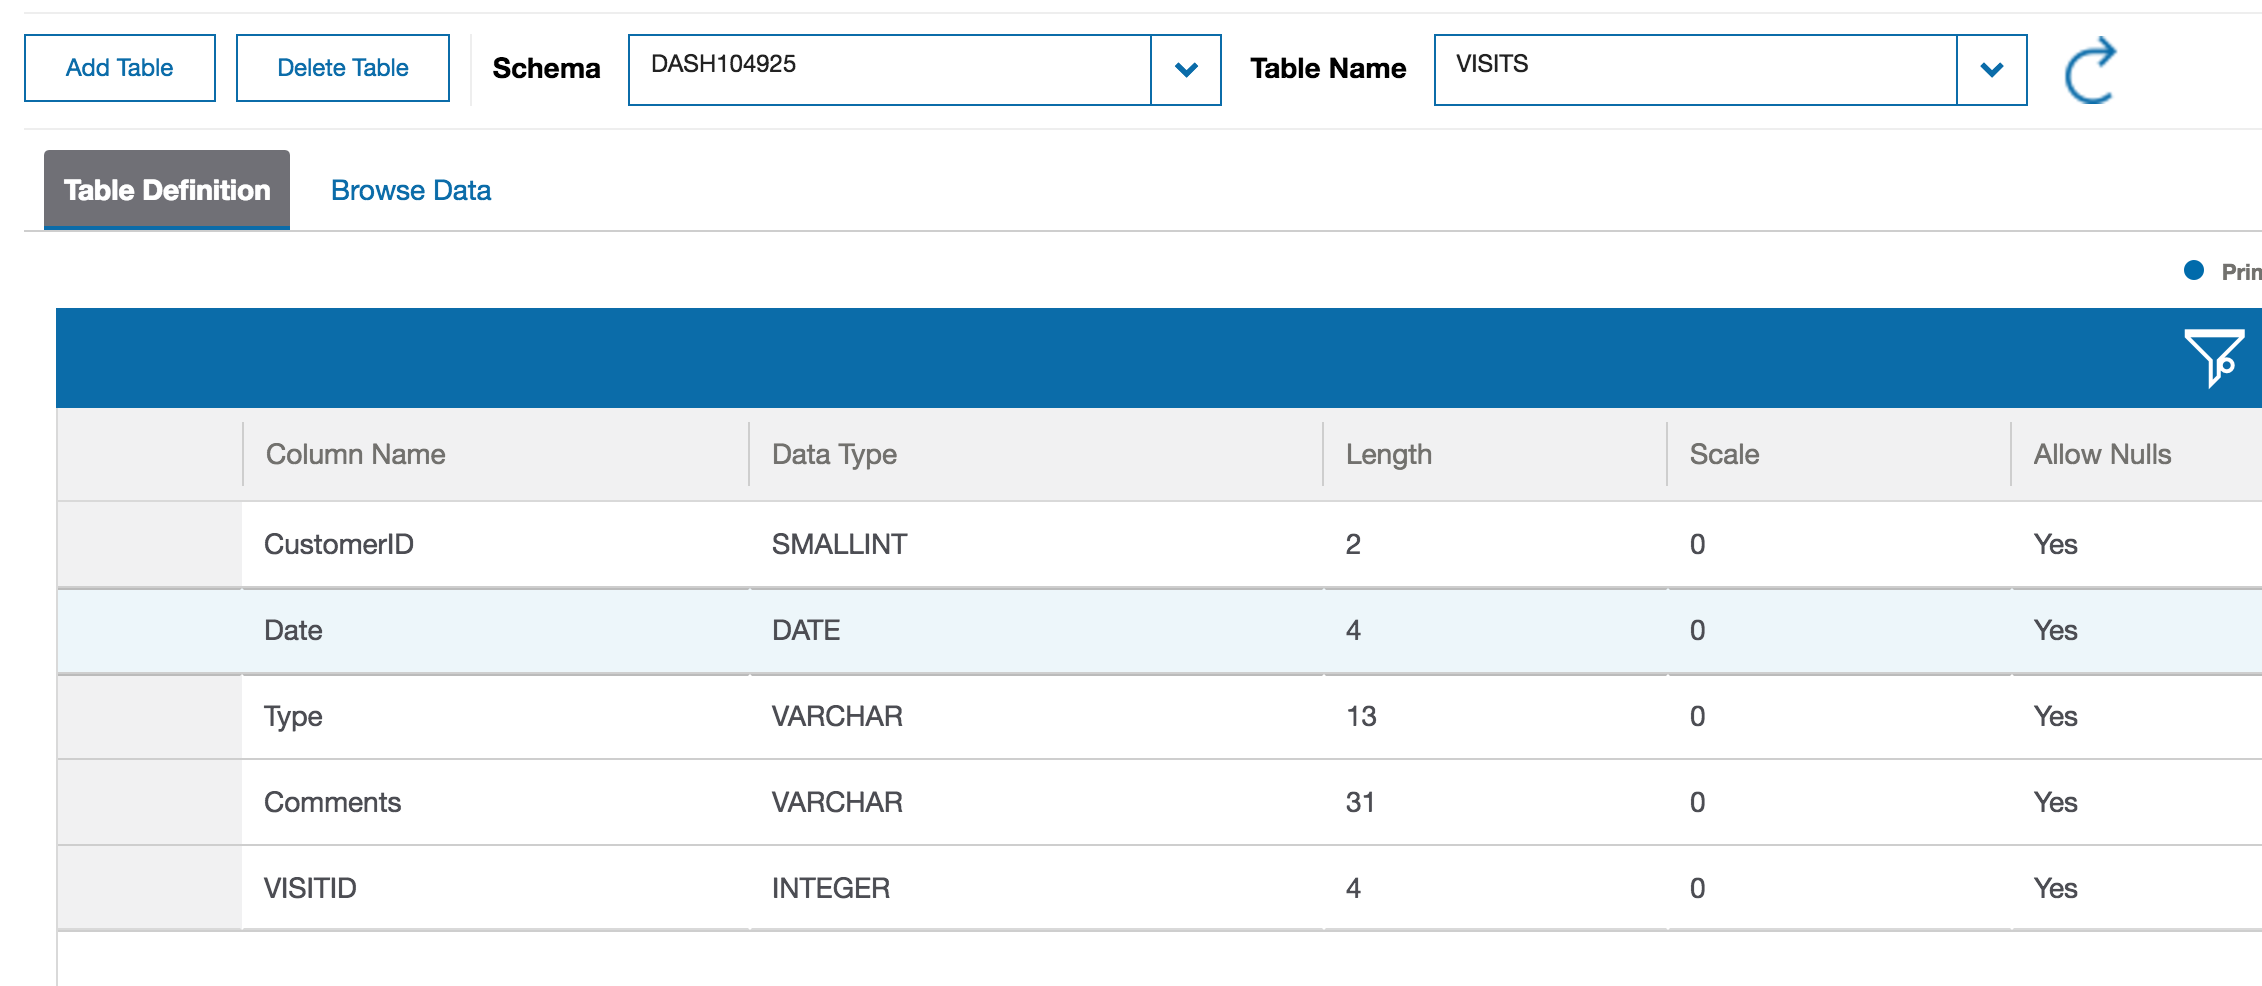 Add Table Delete Table Schema DASH104925 Table Name VISITS
Table Definition Browse Data
Column Name Data Type Length Scale Allow Nulls
CustomerID SMALLINT 2 0 Yes
Date DATE 4 0 Yes
Type VARCHAR 13 0 Yes
Comments VARCHAR 31 0 Yes
VISITID INTEGER 4 0 Yes